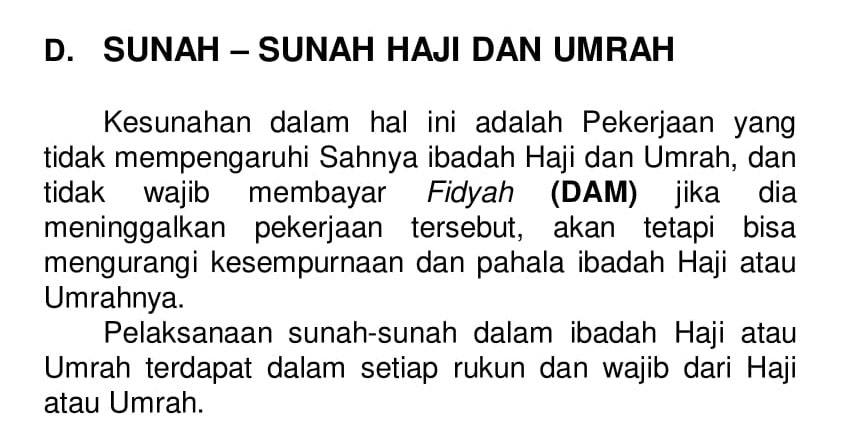 D. SUNAH – SUNAH HAJI DAN UMRAH
Kesunahan dalam hal ini adalah Pekerjaan yang
tidak mempengaruhi Sahnya ibadah Haji dan Umrah, dan
tidak wajib membayar Fidyah (DAM) jika dia
meninggalkan pekerjaan tersebut, akan tetapi bisa
mengurangi kesempurnaan dan pahala ibadah Haji atau
Umrahnya.
Pelaksanaan sunah-sunah dalam ibadah Haji atau
Umrah terdapat dalam setiap rukun dan wajib dari Haji
atau Umrah.